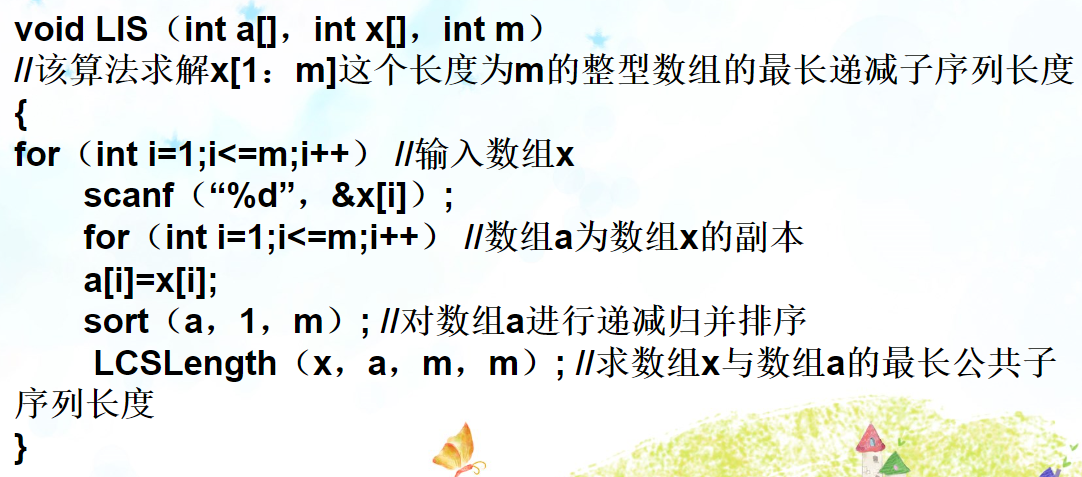 void LIS（int a[]，int x[]，int m）
//该算法求解x[1：m]这个长度为m的整型数组的最长递减子序列长度
{
for（int i=1;i<=m;i++） //输入数组x
scanf（“%d”，&x[i]）;
for（int i=1;i<=m;i++） //数组a为数组x的副本
a[i]=x[i];
sort（a，1，m）; //对数组a进行递减归并排序
LCSLength（x，a，m，m）; //求数组x与数组a的最长公共子
序列长度
}